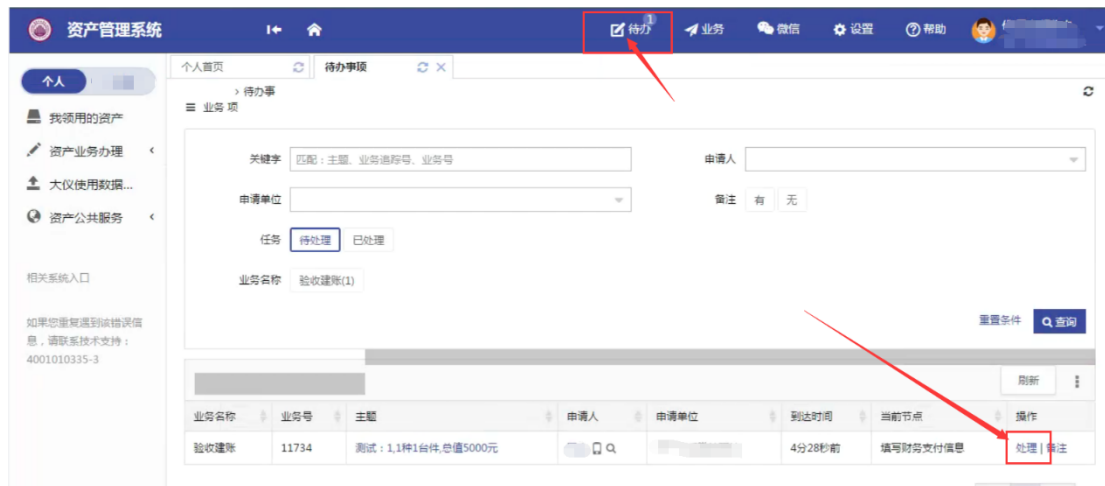 资产管理系统 待办 1 业务 微信 设置 帮助
个人首页 待办事项
个人
> 待办事
业务 项
我领用的资产
资产业务办理
大仪使用数据...
资产公共服务
相关系统入口
如果您重复遇到该错误信
息，请联系技术支持：
4001010335-3
关键字 匹配：主题、业务追踪号、业务号 申请人
申请单位 备注 有 无
任务 待处理 已处理
业务名称 验收建账(1)
重置条件 查询
刷新
业务名称 业务号 主题 申请人 申请单位 到达时间 当前节点 操作
验收建账 11734 测试：1,1种1台件,总值5000元 4分28秒前 填写财务支付信息 处理 | 备注